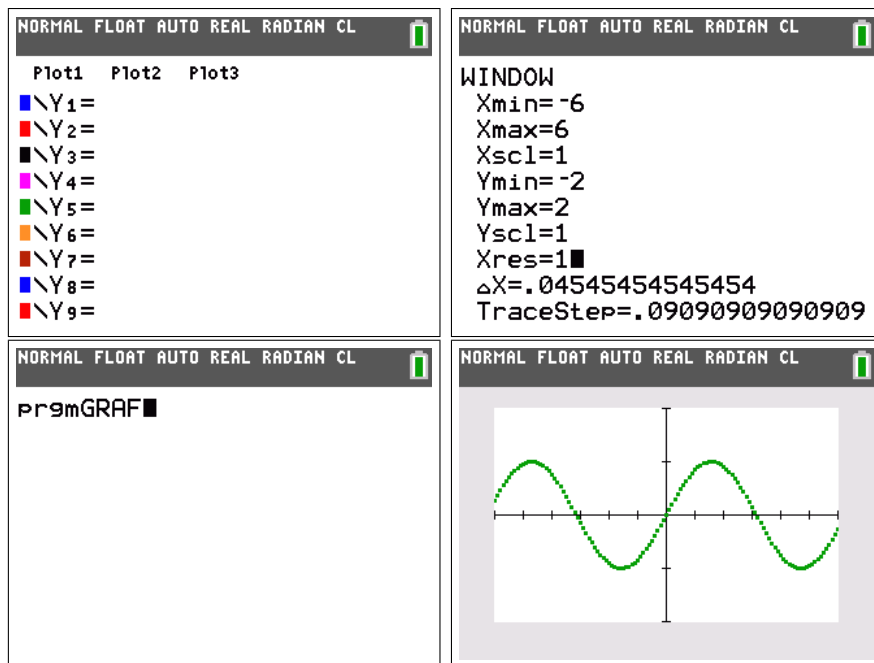 NORMAL FLOAT AUTO REAL RADIAN CL
Plot1 Plot2 Plot3
\Y1=
\Y2=
\Y3=
\Y4=
\Y5=
\Y6=
\Y7=
\Y8=
\Y9=
NORMAL FLOAT AUTO REAL RADIAN CL
WINDOW
Xmin=-6
Xmax=6
Xscl=1
Ymin=-2
Ymax=2
Yscl=1
Xres=1
△X=.04545454545454
TraceStep=.09090909090909
NORMAL FLOAT AUTO REAL RADIAN CL
prgmGRAF
NORMAL FLOAT AUTO REAL RADIAN CL